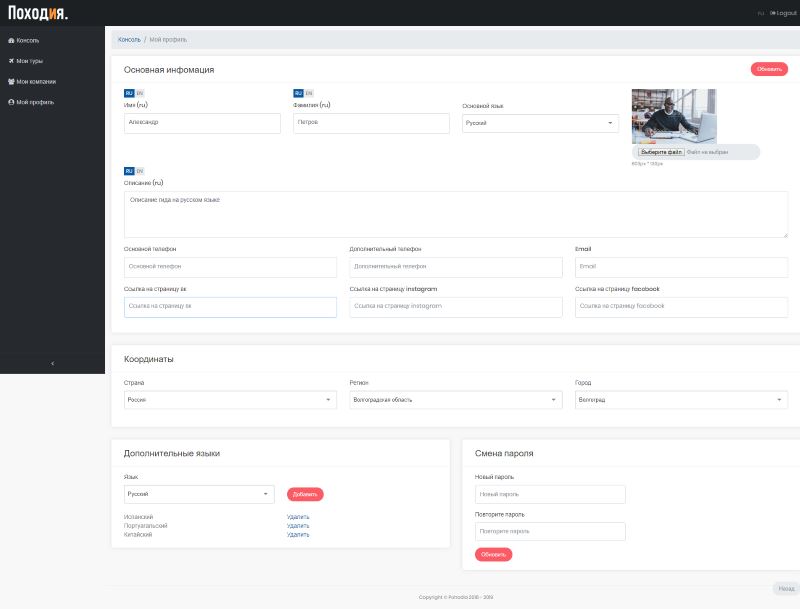 Походия.
ru Logout
Консоль
Мои туры
Мои компании
Мой профиль
Консоль / Мой профиль
Основная инфомация
Обновить
RU EN
Имя (ru)
Александр
RU EN
Фамилия (ru)
Петров
Основной язык
Русский
Выберите файл Файл не выбран
RU EN
Описание (ru)
Описание гида на русском языке
Основной телефон
Дополнительный телефон
Email
Основной телефон
Дополнительный телефон
Email
Ссылка на страницу вк
Ссылка на страницу instagram
Ссылка на страницу facebook
Ссылка на страницу вк
Ссылка на страницу instagram
Ссылка на страницу facebook
Координаты
Страна
Регион
Город
Россия
Волгоградская область
Волгоград
Дополнительные языки
Язык
Русский
Добавить
Испанский Удалить
Португальский Удалить
Китайский Удалить
Смена пароля
Новый пароль
Новый пароль
Повторите пароль
Повторите пароль
Обновить
Назад
Copyright © Pohodia 2018 - 2019